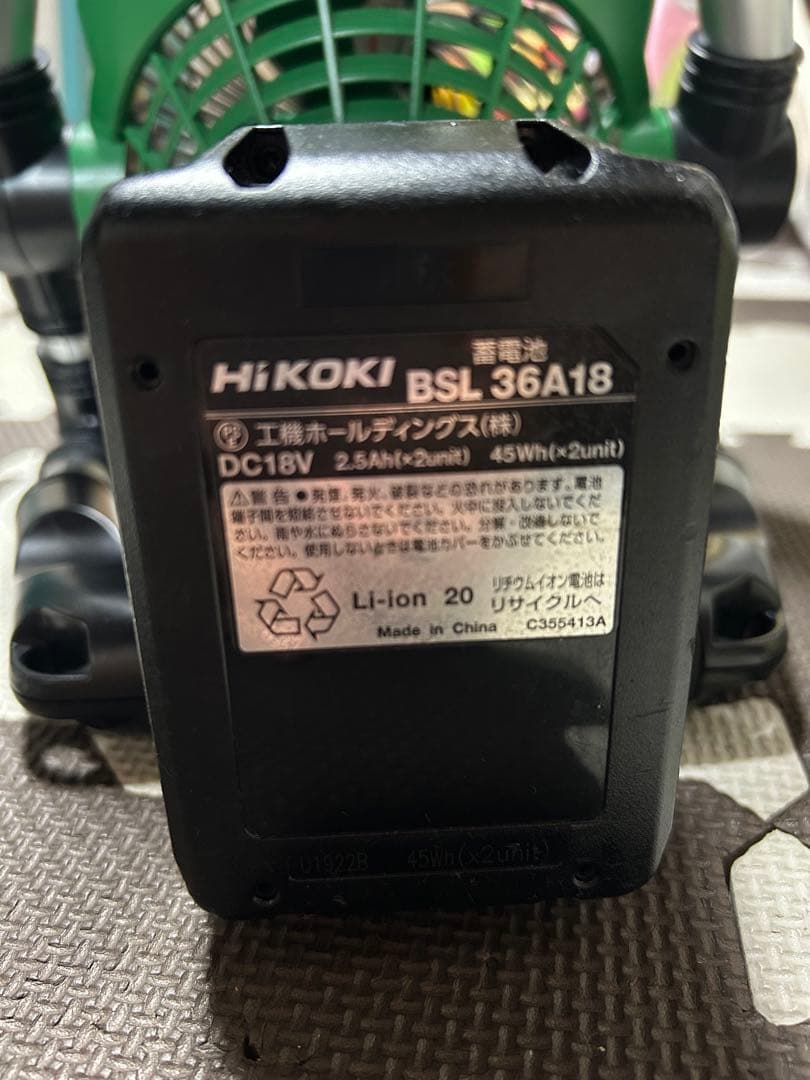 蓄電池
HiKOKI BSL 36A18
PSE 工機ホールディングス(株)
DC18V 2.5Ah(×2unit) 45Wh(×2unit)
⚠警告 ●発煙、発火、破裂などの恐れがあります。電池
端子間を短絡させないでください。火中に投入しないでくだ
さい。雨や水にぬらさないでください。分解・改造しないで
ください。使用しないときは電池カバーをかぶせてください。
Li-ion 20 リチウムイオン電池は
リサイクルへ
Made in China C355413A
U1922R 45Wh(×2unit)